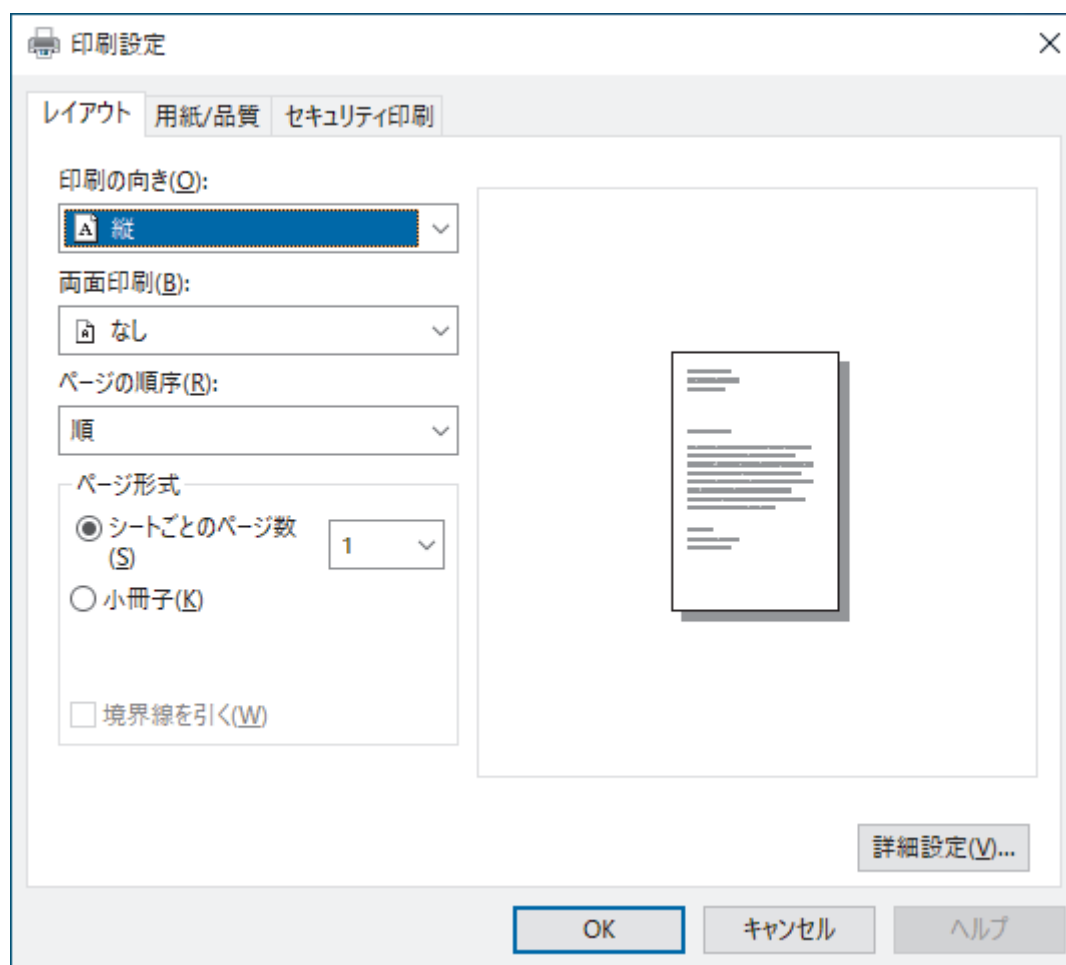 印刷設定
レイアウト 用紙/品質 セキュリティ印刷
印刷の向き(O):
縦
両面印刷(B):
なし
ページの順序(R):
順
ページ形式
シートごとのページ数
(S)
1
小冊子(K)
境界線を引く(W)
詳細設定(V)...
OK キャンセル ヘルプ